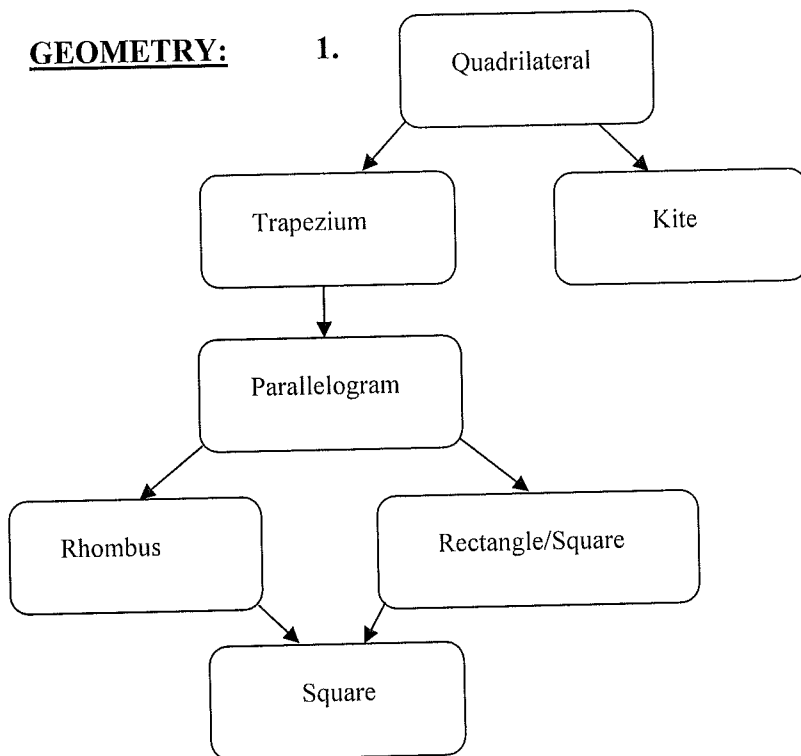 GEOMETRY: 1.
Quadrilateral
Trapezium
Kite
Parallelogram
Rhombus
Rectangle/Square
Square